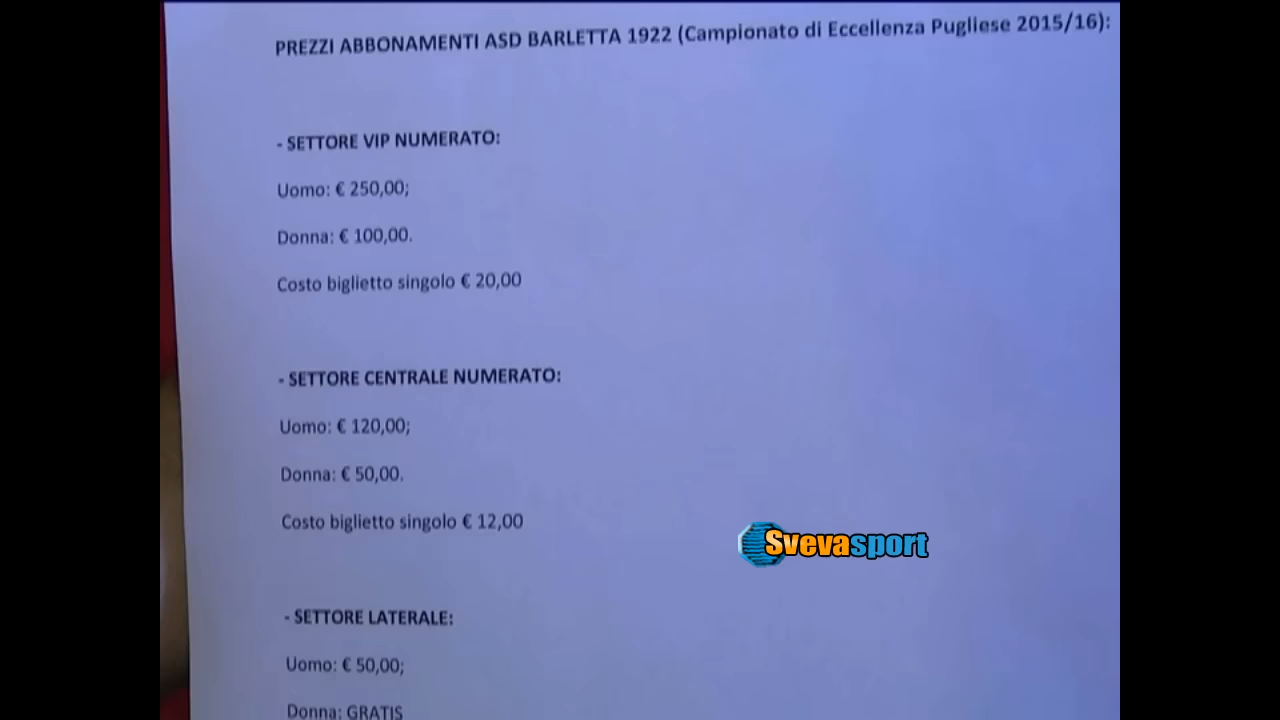 PREZZI ABBONAMENTI ASD BARLETTA 1922 (Campionato di Eccellenza Pugliese 2015/16):
- SETTORE VIP NUMERATO:
Uomo: € 250,00;
Donna: € 100,00.
Costo biglietto singolo € 20,00
- SETTORE CENTRALE NUMERATO:
Uomo: € 120,00;
Donna: € 50,00.
Costo biglietto singolo € 12,00
Svevasport
- SETTORE LATERALE:
Uomo: € 50,00;
Donna: GRATIS